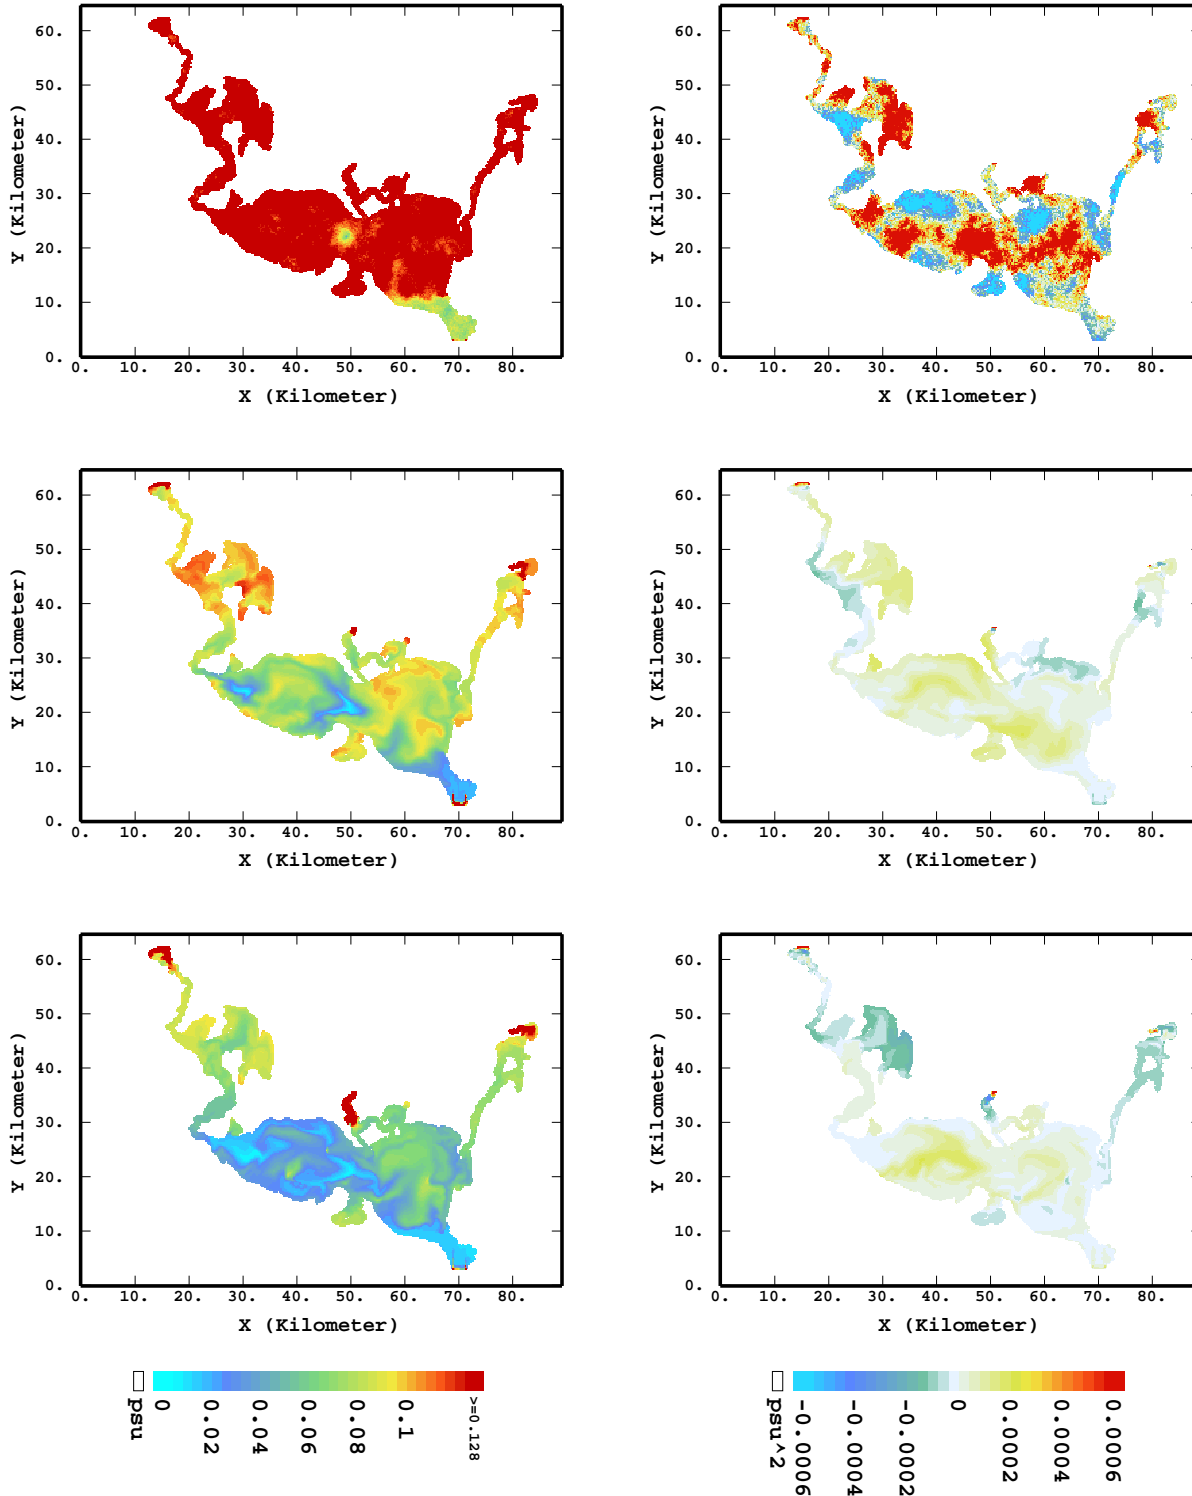 60.
50.
40.
30.
20.
10.
0.
Y (Kilometer)
0. 10. 20. 30. 40. 50. 60. 70. 80.
X (Kilometer)
60.
50.
40.
30.
20.
10.
0.
Y (Kilometer)
0. 10. 20. 30. 40. 50. 60. 70. 80.
X (Kilometer)
60.
50.
40.
30.
20.
10.
0.
Y (Kilometer)
0. 10. 20. 30. 40. 50. 60. 70. 80.
X (Kilometer)
60.
50.
40.
30.
20.
10.
0.
Y (Kilometer)
0. 10. 20. 30. 40. 50. 60. 70. 80.
X (Kilometer)
60.
50.
40.
30.
20.
10.
0.
Y (Kilometer)
0. 10. 20. 30. 40. 50. 60. 70. 80.
X (Kilometer)
60.
50.
40.
30.
20.
10.
0.
Y (Kilometer)
0. 10. 20. 30. 40. 50. 60. 70. 80.
X (Kilometer)
psu
0
0.02
0.04
0.06
0.08
0.1
>=0.128
psu^2
-0.0006
-0.0004
-0.0002
0
0.0002
0.0004
0.0006